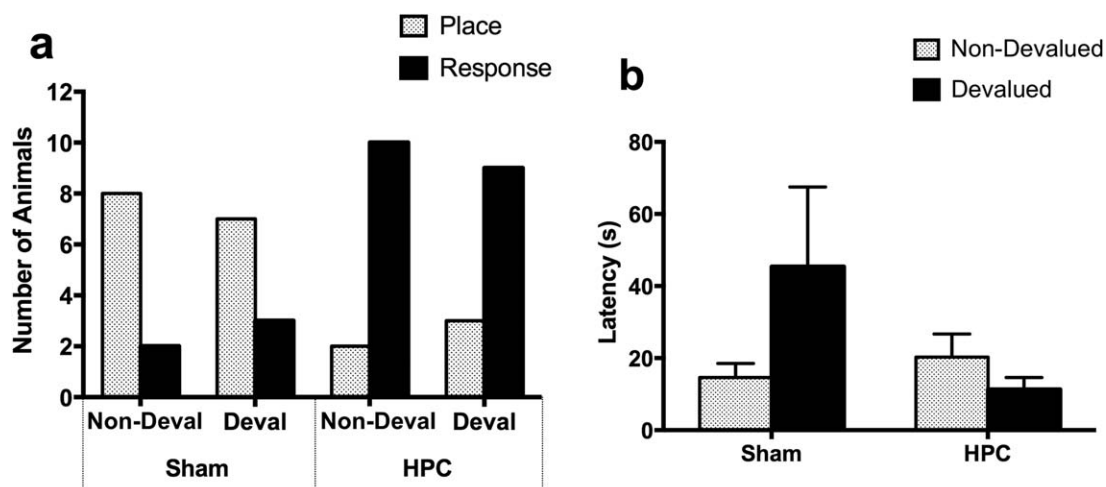 a
Place
Response
Number of Animals
12
10
8
6
4
2
0
Non-Deval Deval Non-Deval Deval
Sham HPC
b
Non-Devalued
Devalued
Latency (s)
80
60
40
20
0
Sham HPC